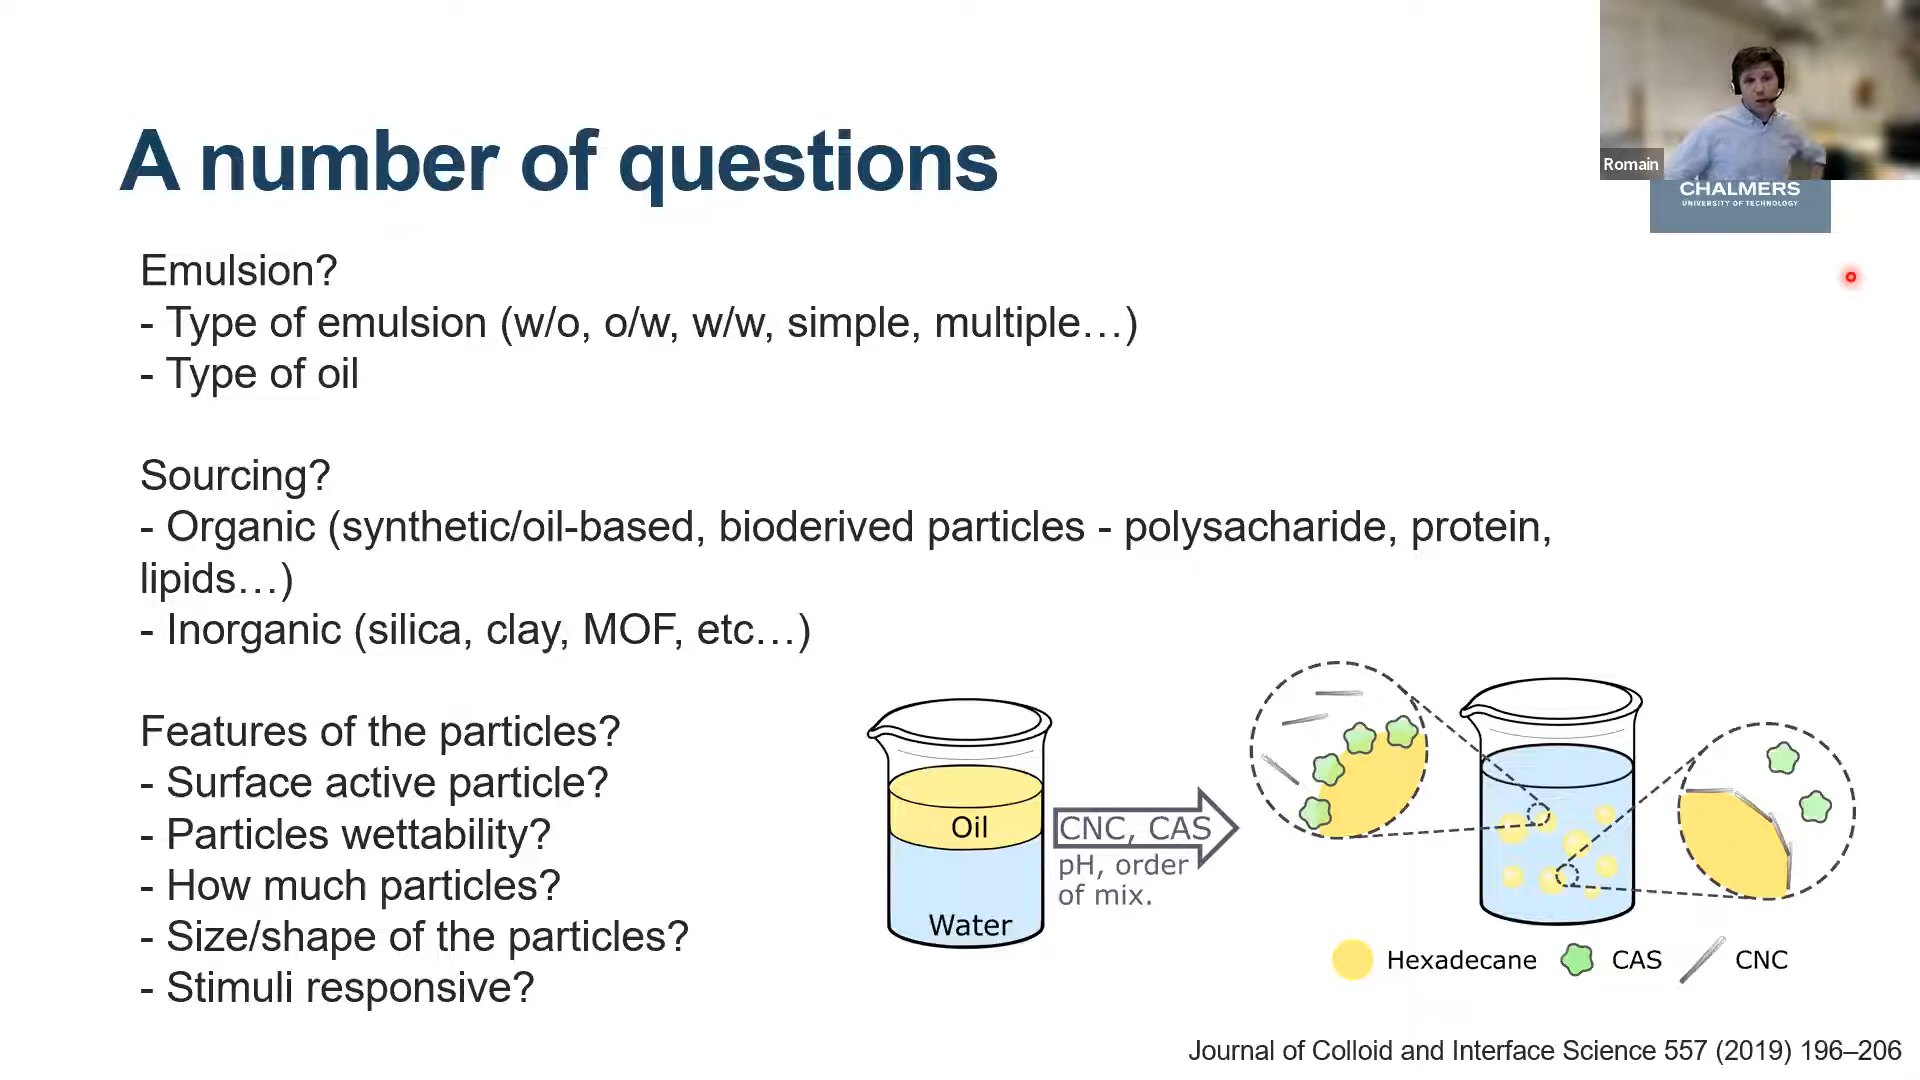 Romain
CHALMERS
UNIVERSITY OF TECHNOLOGY
A number of questions
Emulsion?
- Type of emulsion (w/o, o/w, w/w, simple, multiple…)
- Type of oil
Sourcing?
- Organic (synthetic/oil-based, bioderived particles - polysacharide, protein,
lipids…)
- Inorganic (silica, clay, MOF, etc…)
Features of the particles?
- Surface active particle?
- Particles wettability?
- How much particles?
- Size/shape of the particles?
- Stimuli responsive?
Oil
Water
CNC, CAS
pH, order
of mix.
Hexadecane
CAS
CNC
Journal of Colloid and Interface Science 557 (2019) 196–206